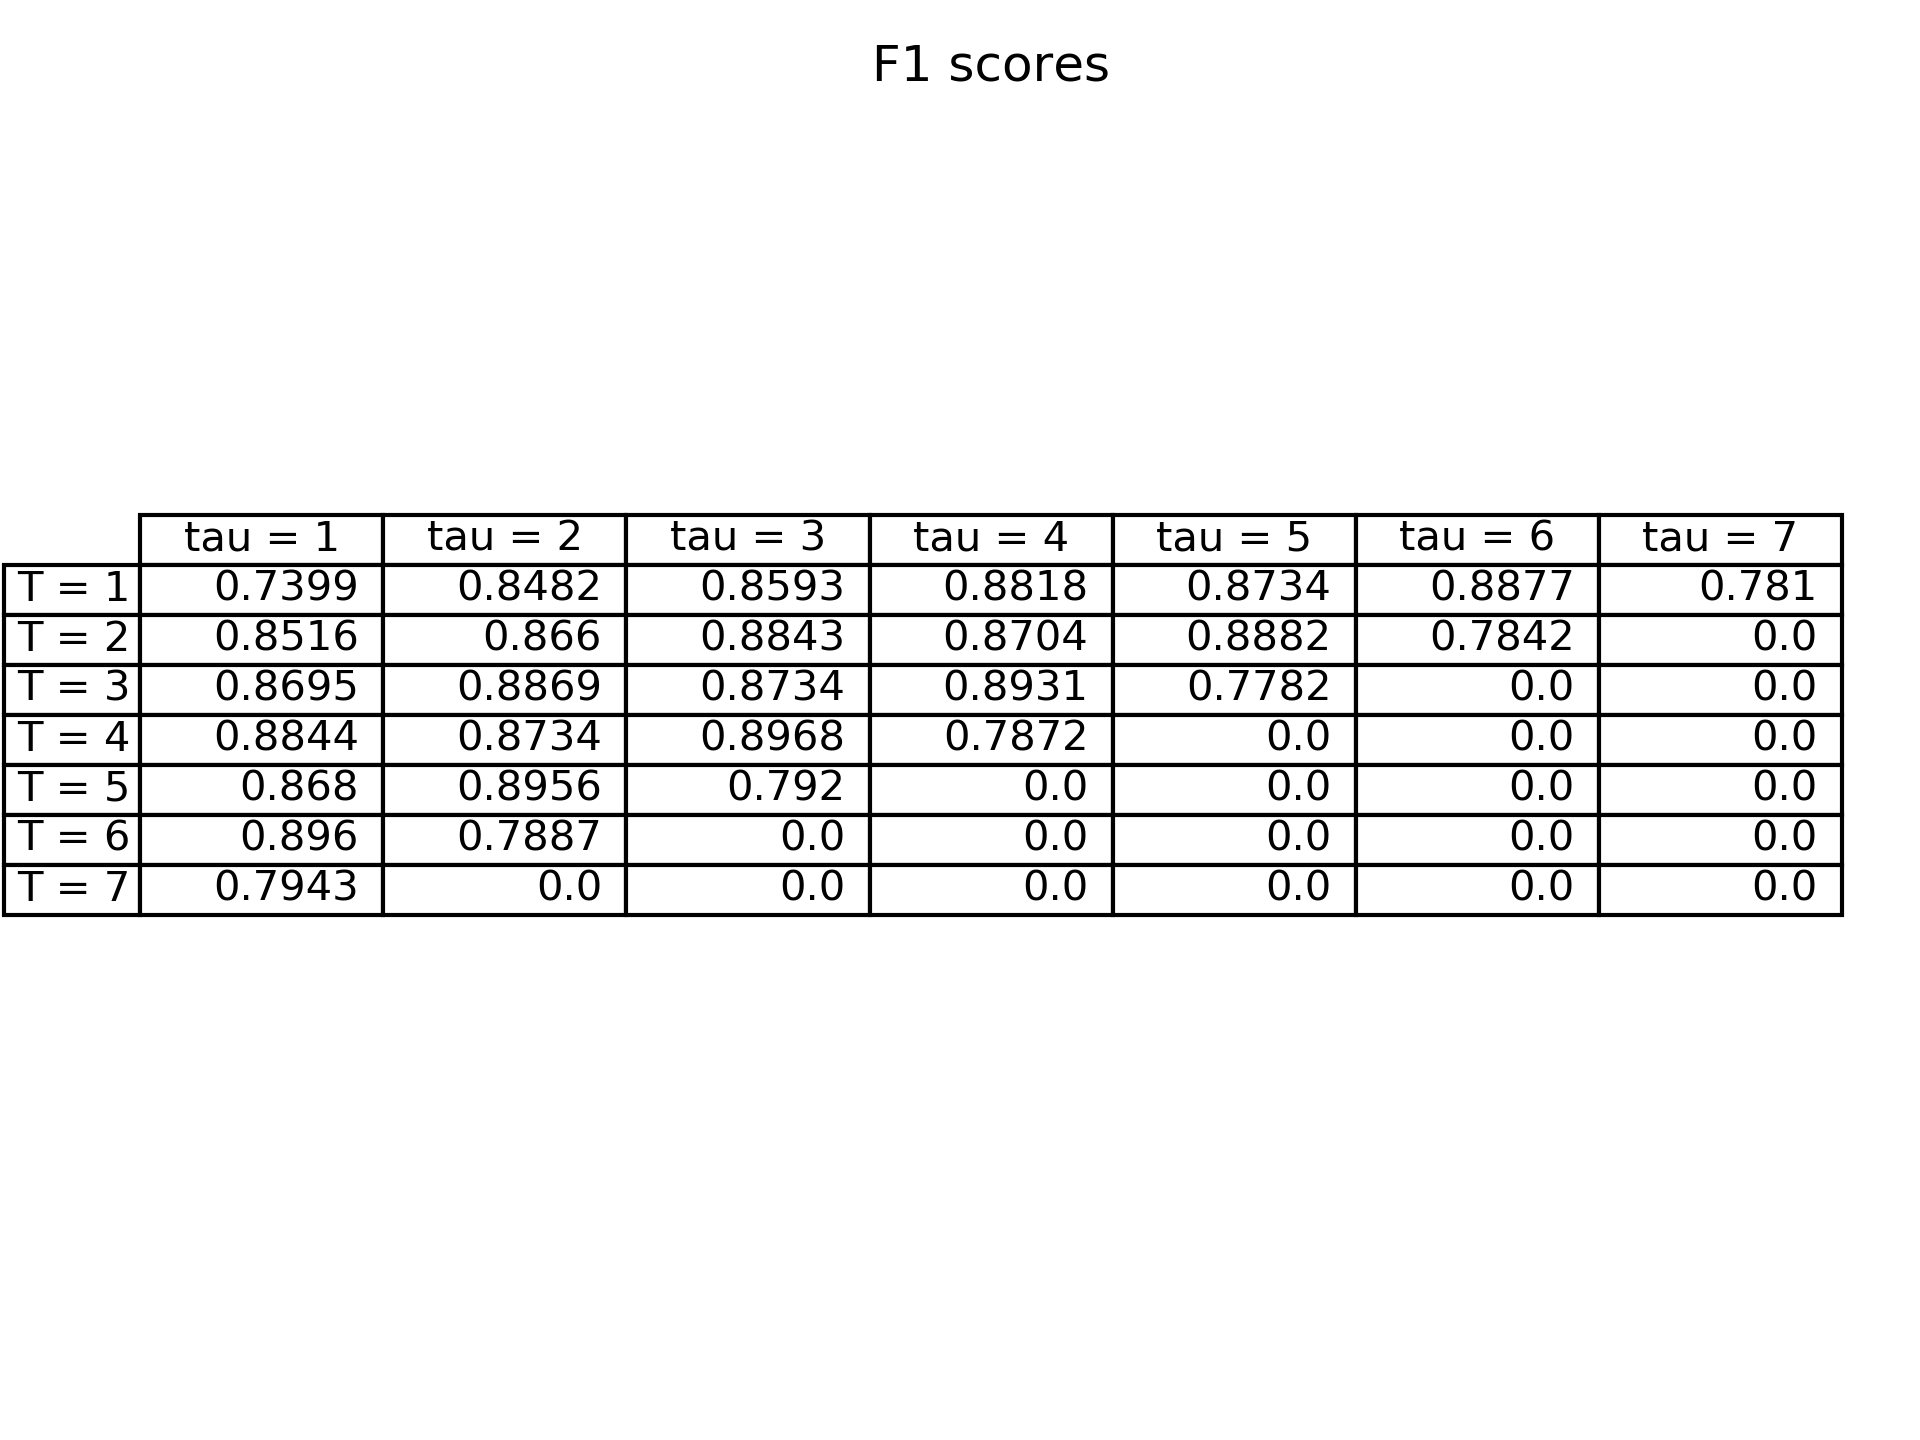 F1 scores
tau = 1 tau = 2 tau = 3 tau = 4 tau = 5 tau = 6 tau = 7
T = 1 0.7399 0.8482 0.8593 0.8818 0.8734 0.8877 0.781
T = 2 0.8516 0.866 0.8843 0.8704 0.8882 0.7842 0.0
T = 3 0.8695 0.8869 0.8734 0.8931 0.7782 0.0 0.0
T = 4 0.8844 0.8734 0.8968 0.7872 0.0 0.0 0.0
T = 5 0.868 0.8956 0.792 0.0 0.0 0.0 0.0
T = 6 0.896 0.7887 0.0 0.0 0.0 0.0 0.0
T = 7 0.7943 0.0 0.0 0.0 0.0 0.0 0.0